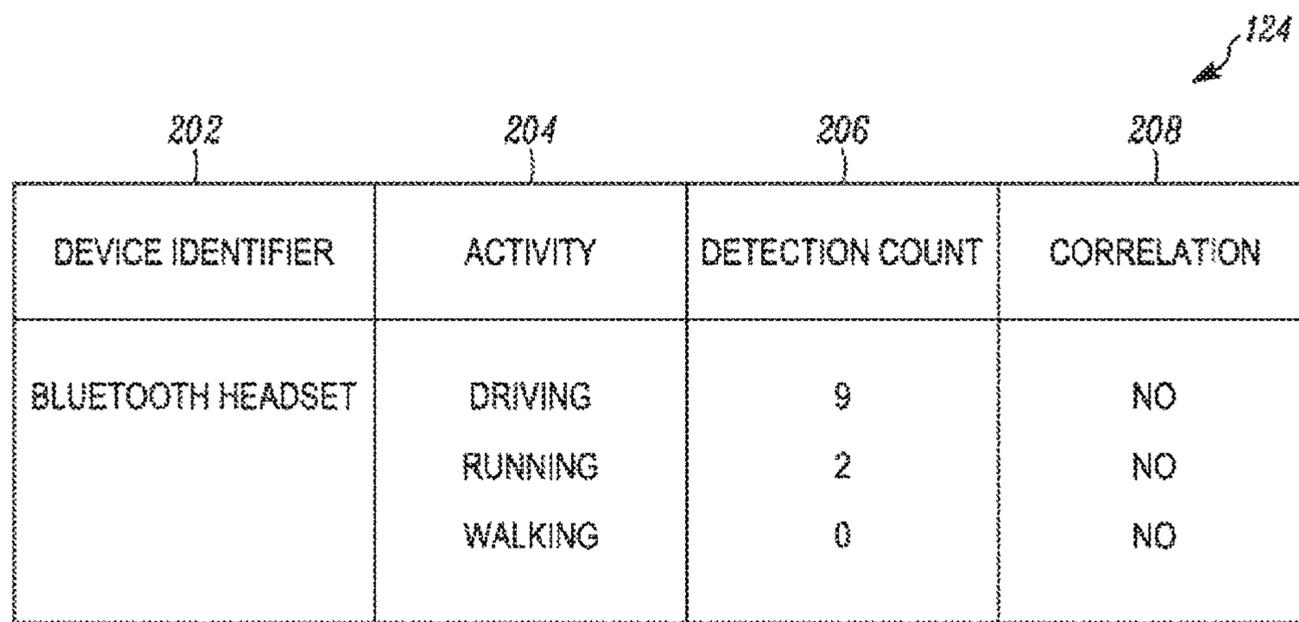 124
202 204 206 208
DEVICE IDENTIFIER ACTIVITY DETECTION COUNT CORRELATION
BLUETOOTH HEADSET DRIVING 9 NO
RUNNING 2 NO
WALKING 0 NO